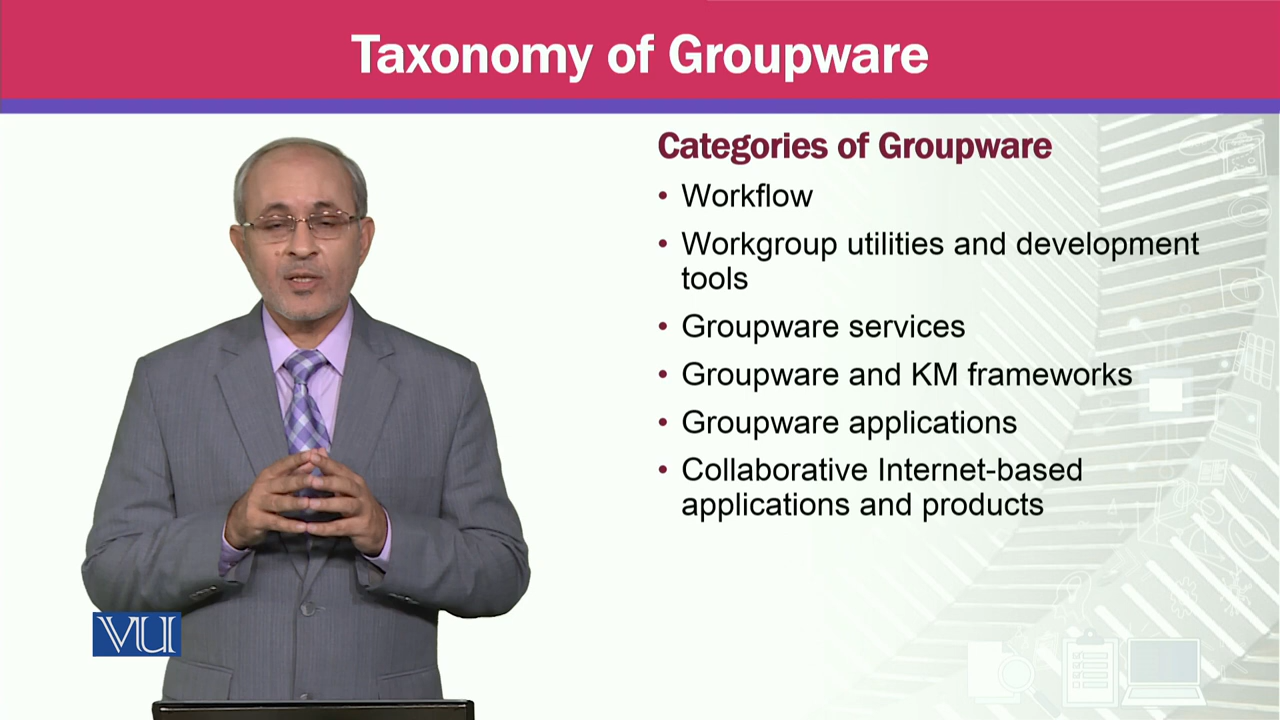 Taxonomy of Groupware
Categories of Groupware
• Workflow
• Workgroup utilities and development
tools
• Groupware services
• Groupware and KM frameworks
• Groupware applications
• Collaborative Internet-based
applications and products
VU